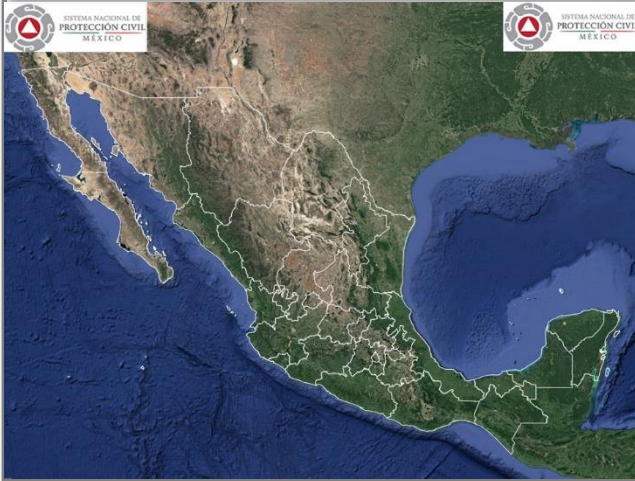 SISTEMA NACIONAL DE
PROTECCIÓN CIVIL
MÉXICO
SISTEMA NACIONAL DE
PROTECCIÓN CIVIL
MÉXICO